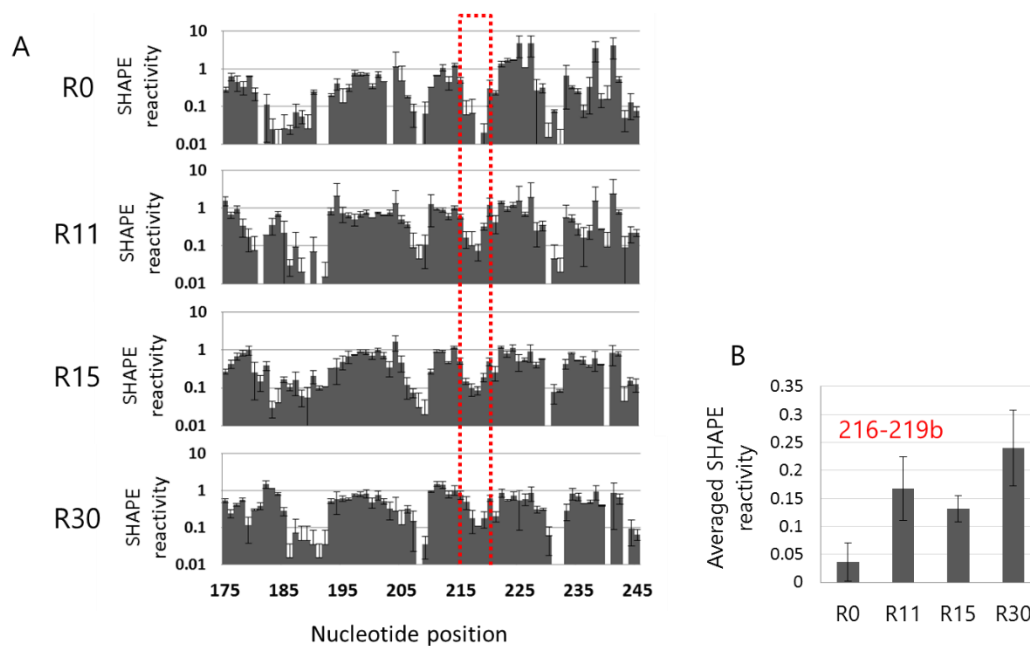 A
R0
SHAPE
reactivity
10
1
0.1
0.01
R11
SHAPE
reactivity
10
1
0.1
0.01
R15
SHAPE
reactivity
10
1
0.1
0.01
R30
SHAPE
reactivity
10
1
0.1
0.01
175 185 195 205 215 225 235 245
Nucleotide position
B
Averaged SHAPE
reactivity
0.35
0.3
0.25
0.2
0.15
0.1
0.05
0
216-219b
R0 R11 R15 R30